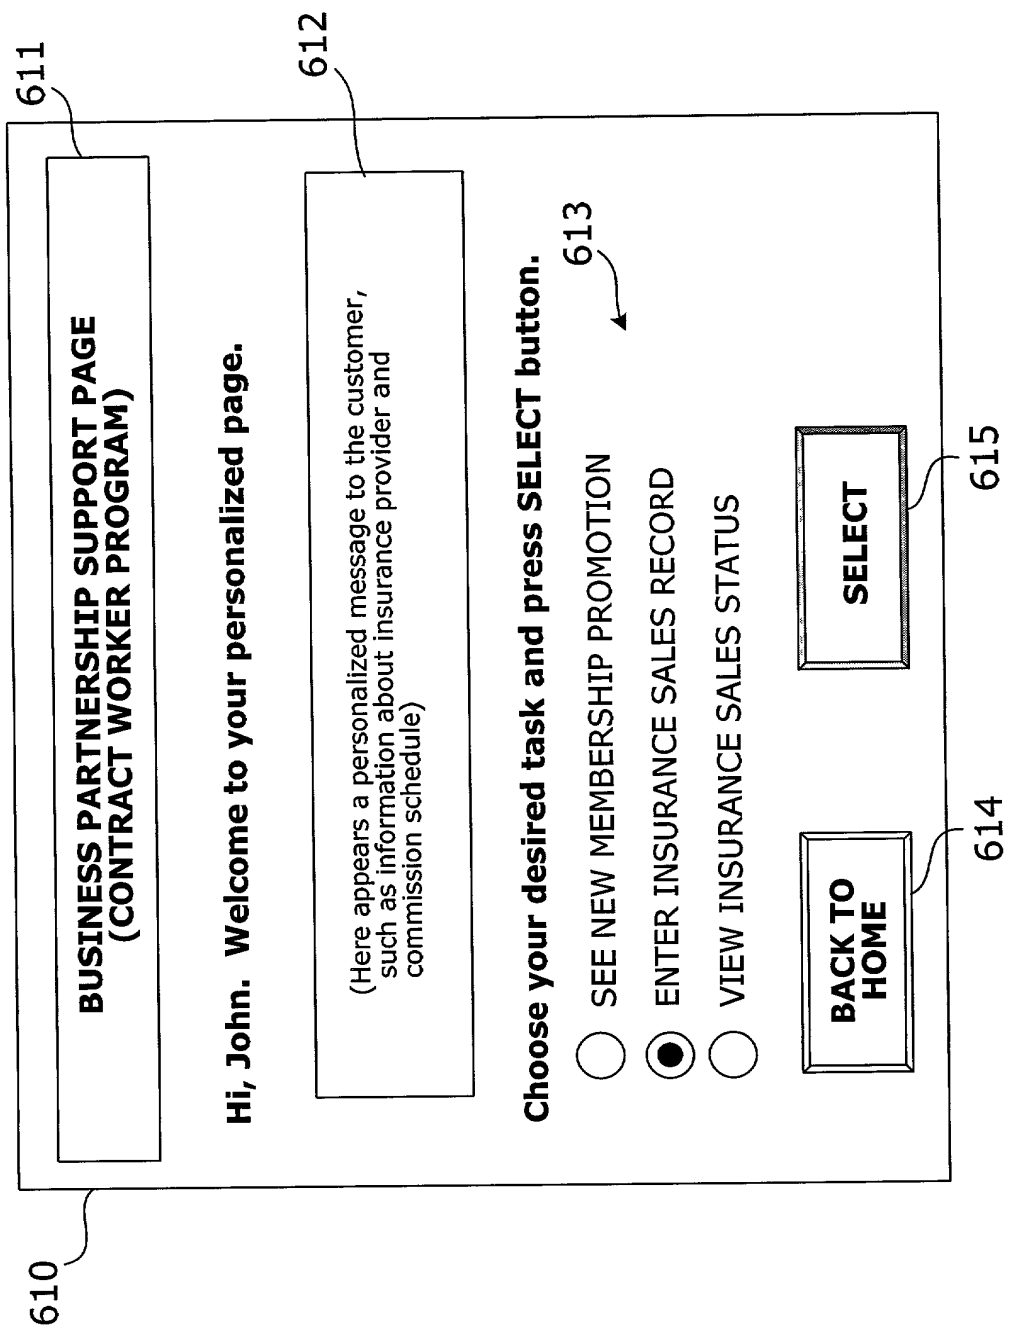 610
611
BUSINESS PARTNERSHIP SUPPORT PAGE
(CONTRACT WORKER PROGRAM)
Hi, John. Welcome to your personalized page.
612
(Here appears a personalized message to the customer,
such as information about insurance provider and
commission schedule)
Choose your desired task and press SELECT button.
613
SEE NEW MEMBERSHIP PROMOTION
ENTER INSURANCE SALES RECORD
VIEW INSURANCE SALES STATUS
BACK TO
HOME
SELECT
614
615